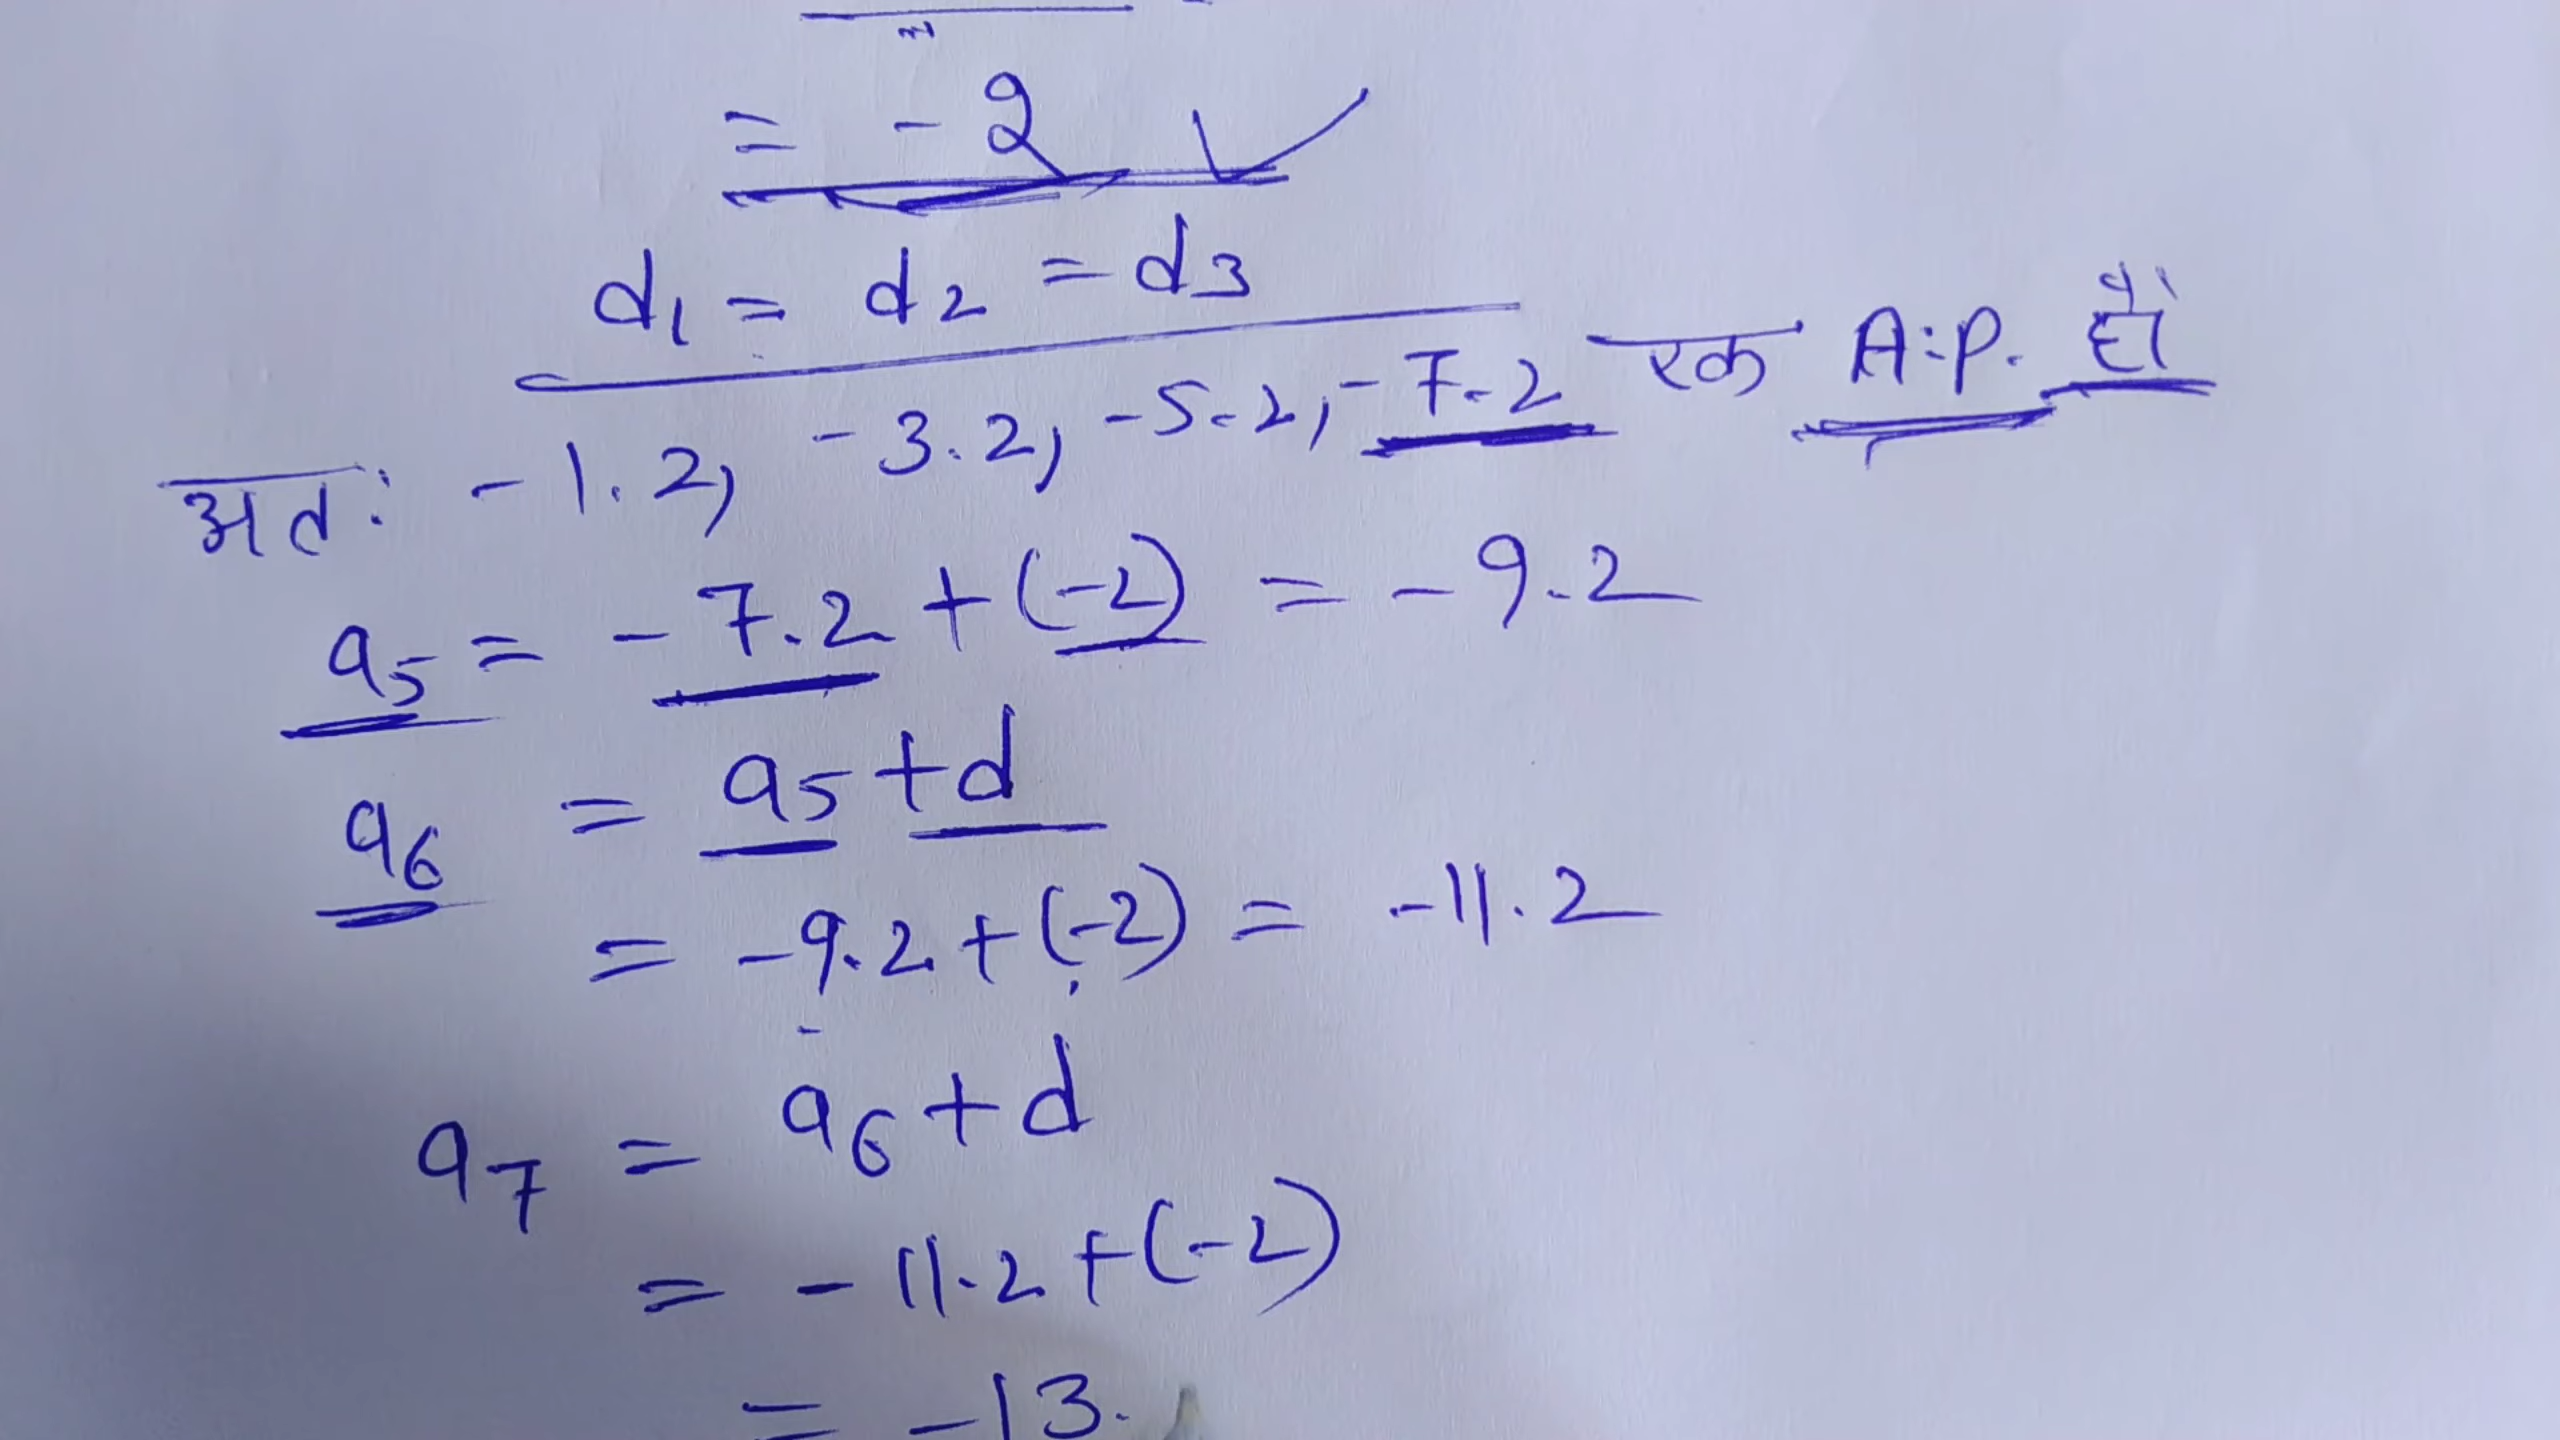 = - 2
d1 = d2 = d3
अत: - 1.2, - 3.2, -5.2, -7.2 एक A.P. है
a5 = - 7.2 + (-2) = - 9.2
a6 = a5 + d
= - 9.2 + (-2) = - 11.2
a7 = a6 + d
= - 11.2 + (-2)
= - 13.